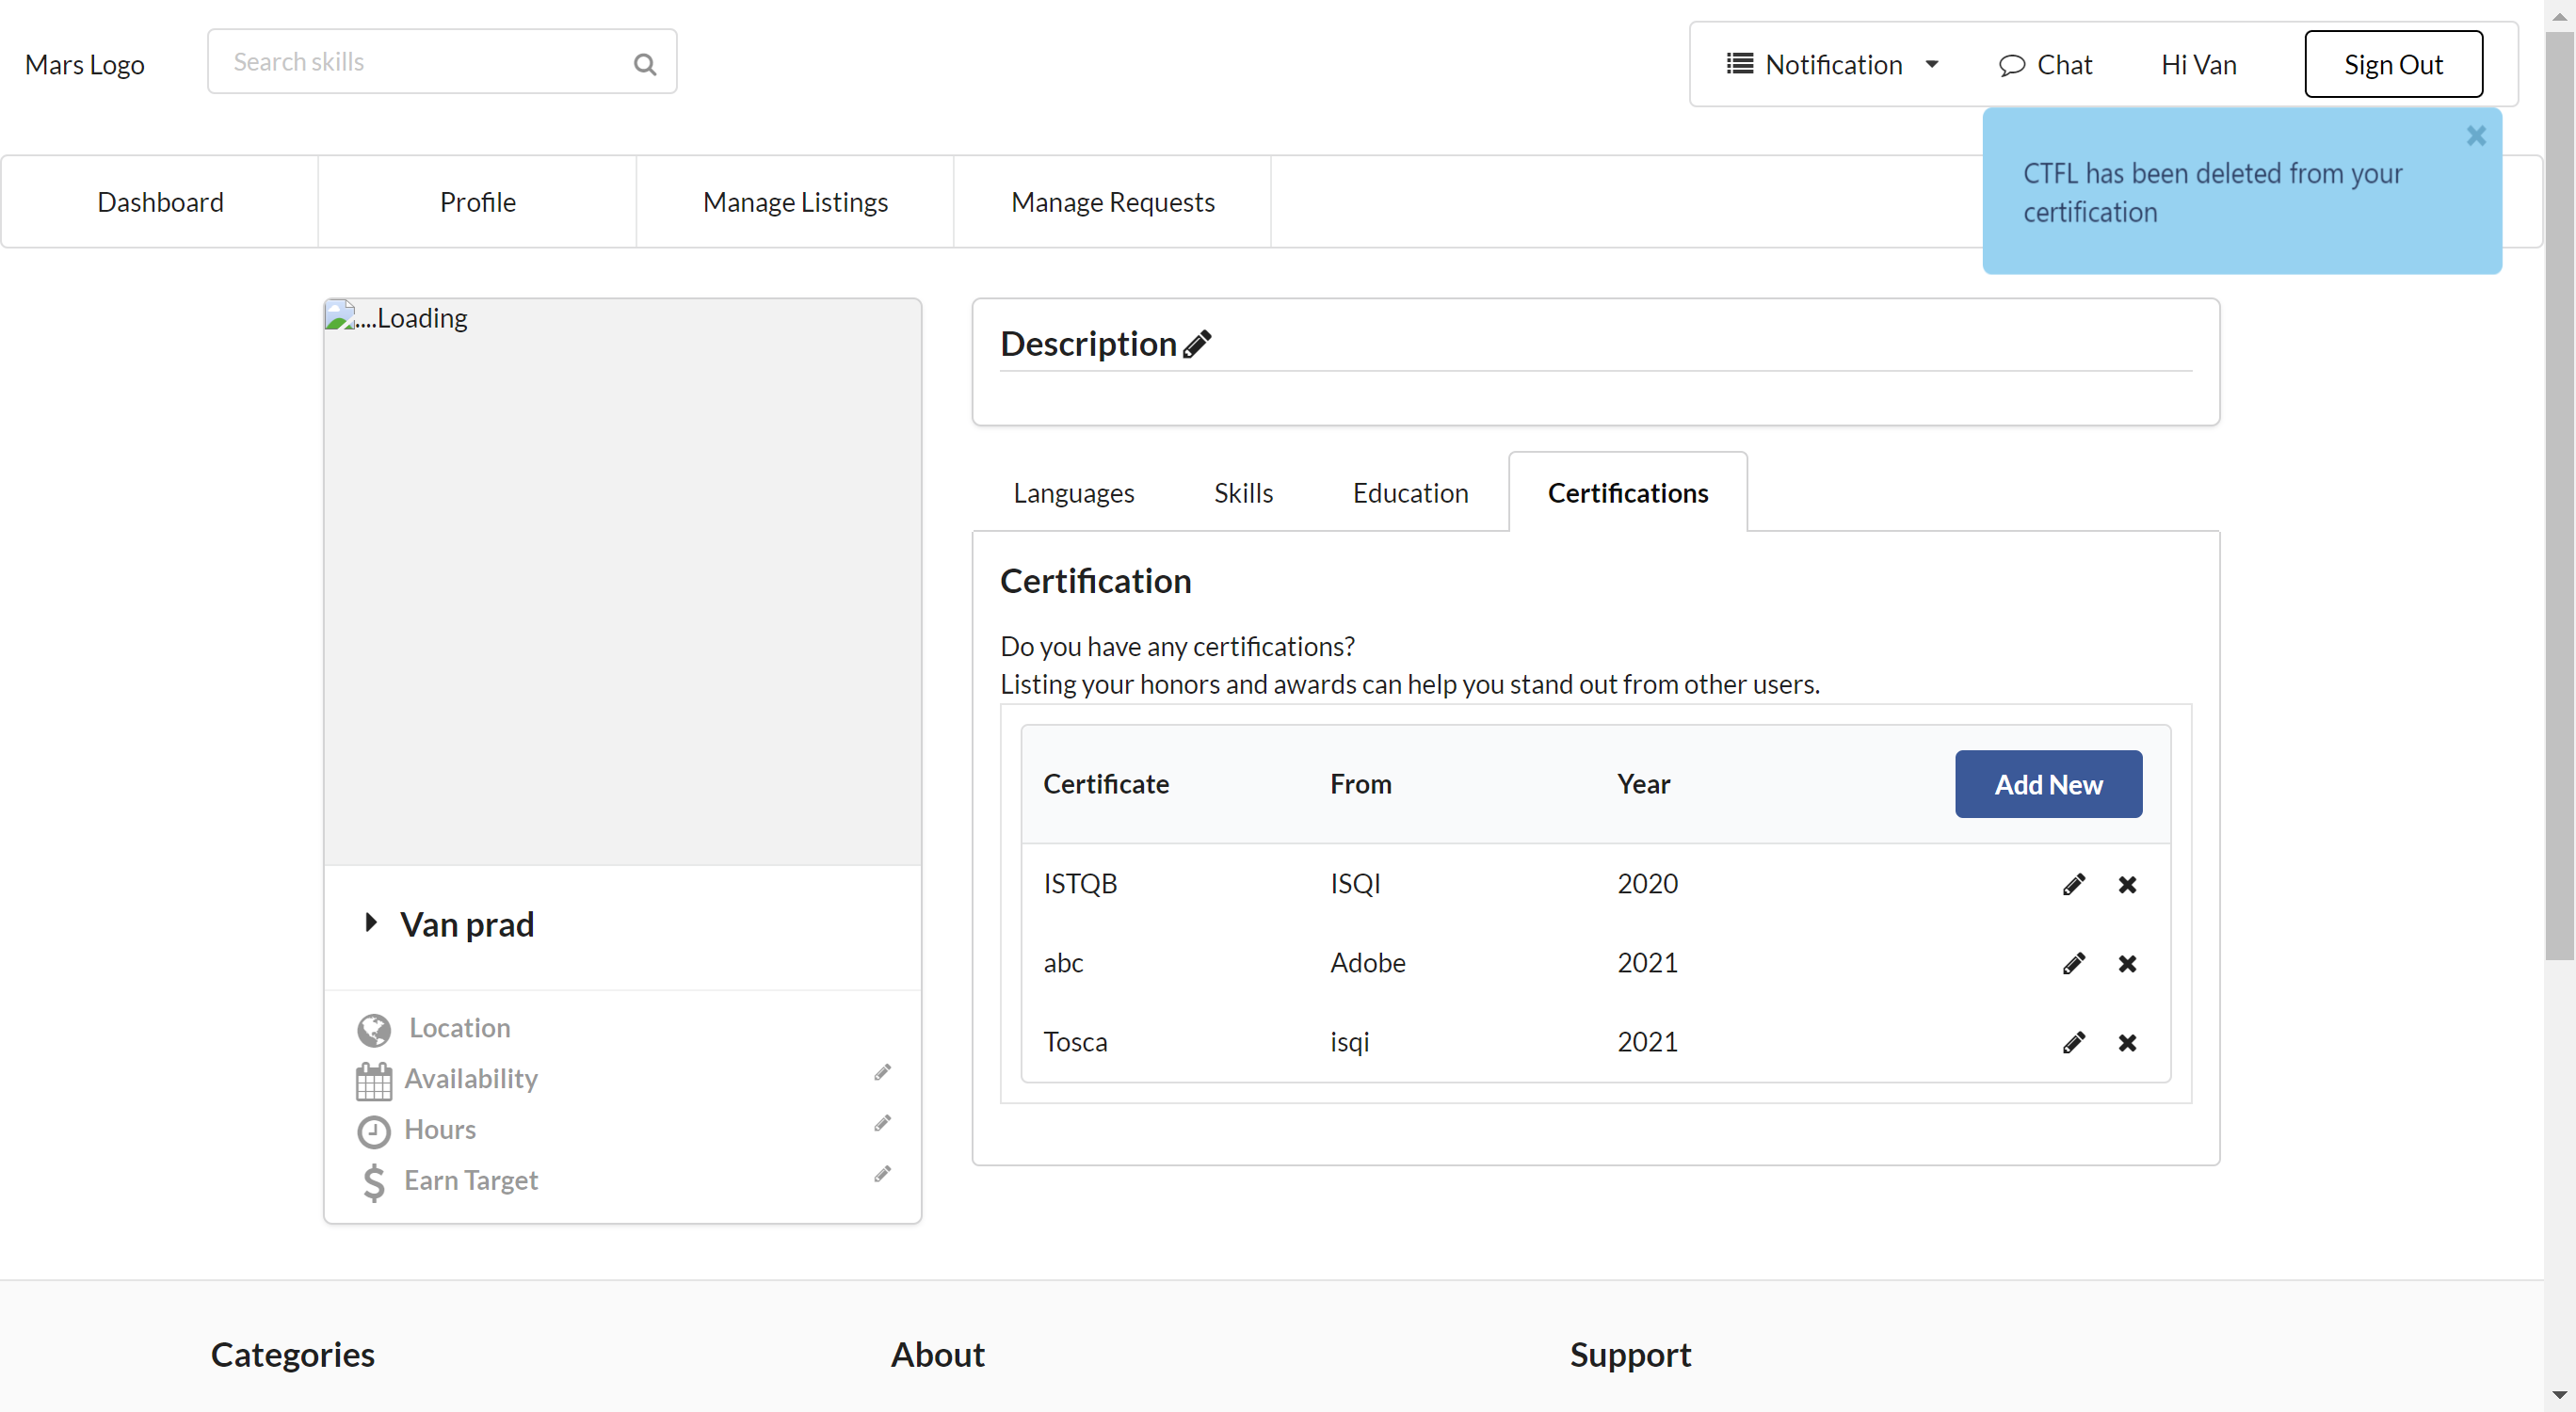 Mars Logo
Search skills
Notification
Chat
Hi Van
Sign Out
CTFL has been deleted from your
certification
Dashboard
Profile
Manage Listings
Manage Requests
....Loading
Van prad
Location
Availability
Hours
Earn Target
Description
Languages
Skills
Education
Certifications
Certification
Do you have any certifications?
Listing your honors and awards can help you stand out from other users.
Certificate From Year Add New
ISTQB ISQI 2020
abc Adobe 2021
Tosca isqi 2021
Categories
About
Support